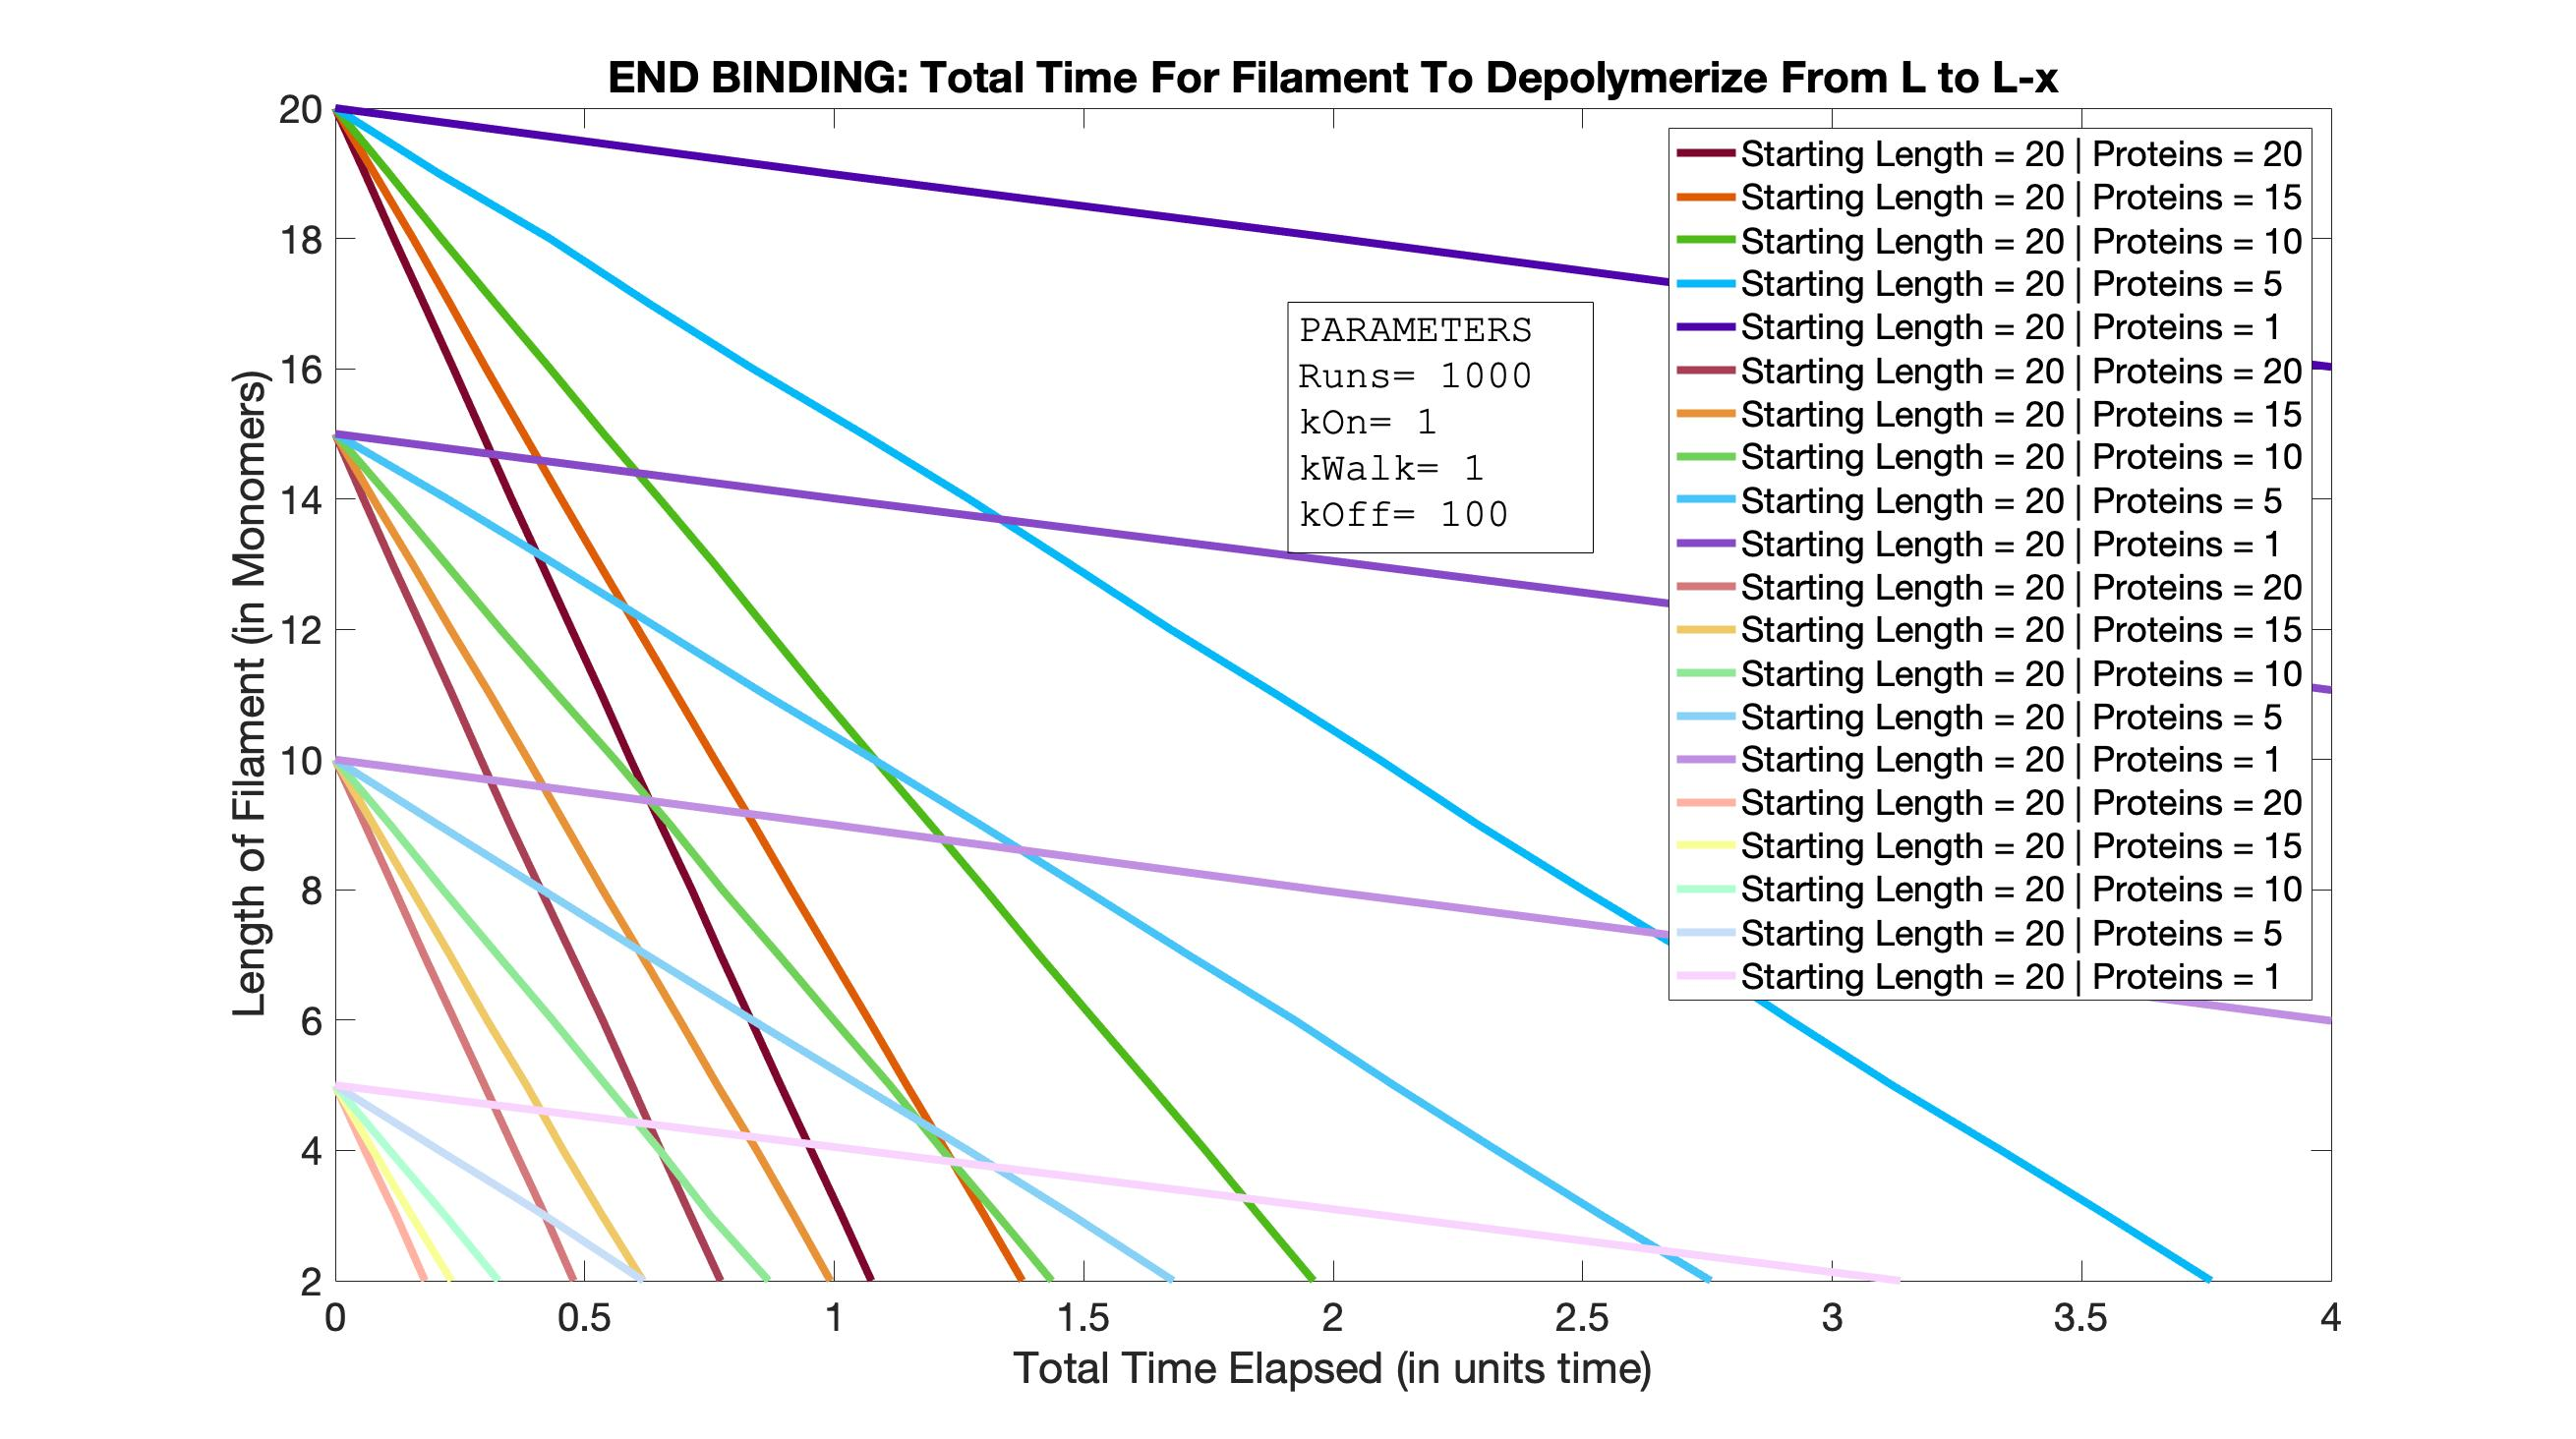 END BINDING: Total Time For Filament To Depolymerize From L to L-x
20
18
16
14
12
10
8
6
4
2
Length of Filament (in Monomers)
PARAMETERS
Runs= 1000
kOn= 1
kWalk= 1
kOff= 100
Starting Length = 20 | Proteins = 20
Starting Length = 20 | Proteins = 15
Starting Length = 20 | Proteins = 10
Starting Length = 20 | Proteins = 5
Starting Length = 20 | Proteins = 1
Starting Length = 20 | Proteins = 20
Starting Length = 20 | Proteins = 15
Starting Length = 20 | Proteins = 10
Starting Length = 20 | Proteins = 5
Starting Length = 20 | Proteins = 1
Starting Length = 20 | Proteins = 20
Starting Length = 20 | Proteins = 15
Starting Length = 20 | Proteins = 10
Starting Length = 20 | Proteins = 5
Starting Length = 20 | Proteins = 1
Starting Length = 20 | Proteins = 20
Starting Length = 20 | Proteins = 15
Starting Length = 20 | Proteins = 10
Starting Length = 20 | Proteins = 5
Starting Length = 20 | Proteins = 1
0 0.5 1 1.5 2 2.5 3 3.5 4
Total Time Elapsed (in units time)